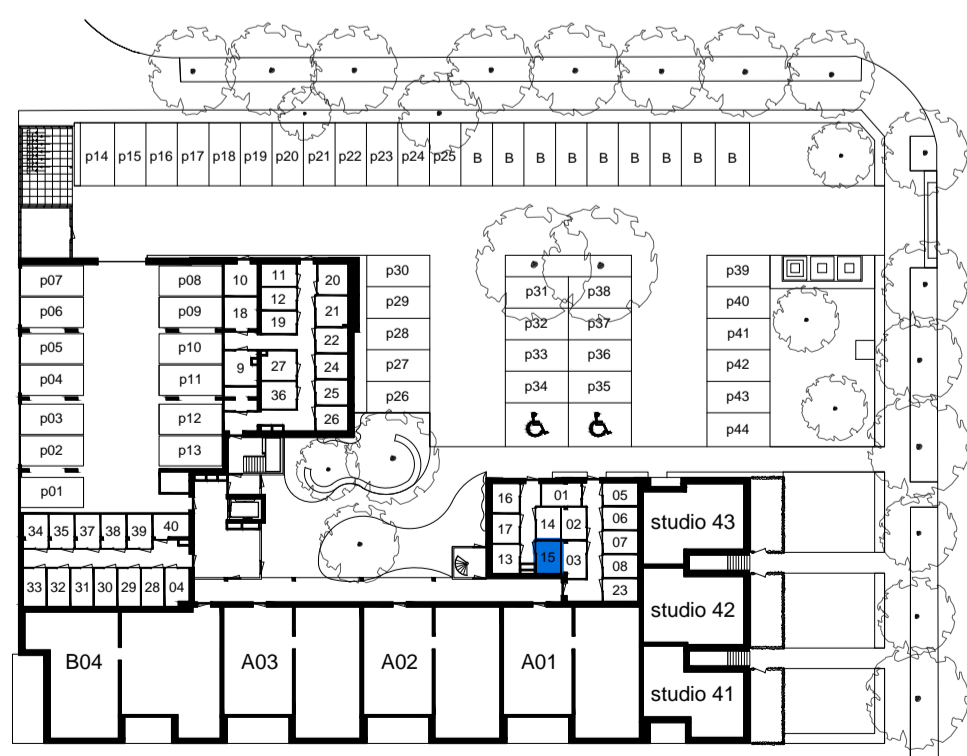 p14 p15 p16 p17 p18 p19 p20 p21 p22 p23 p24 p25 B B B B B B B B B
p07 p08 10 11 20 p30 p39
p06 p09 18 12 21 p29 p31 p38 p40
19
p05 p10 22 p28 p32 p37 p41
p04 p11 9 27 24 p27 p33 p36 p42
36 25 p26 p34 p35 p43
p03 p12 26
p02 p13 p44
p01 16 01 05
34 35 37 38 39 40 17 14 02 06 studio 43
07
13 15 03 08
33 32 31 30 29 28 04 23
studio 42
B04 A03 A02 A01
studio 41